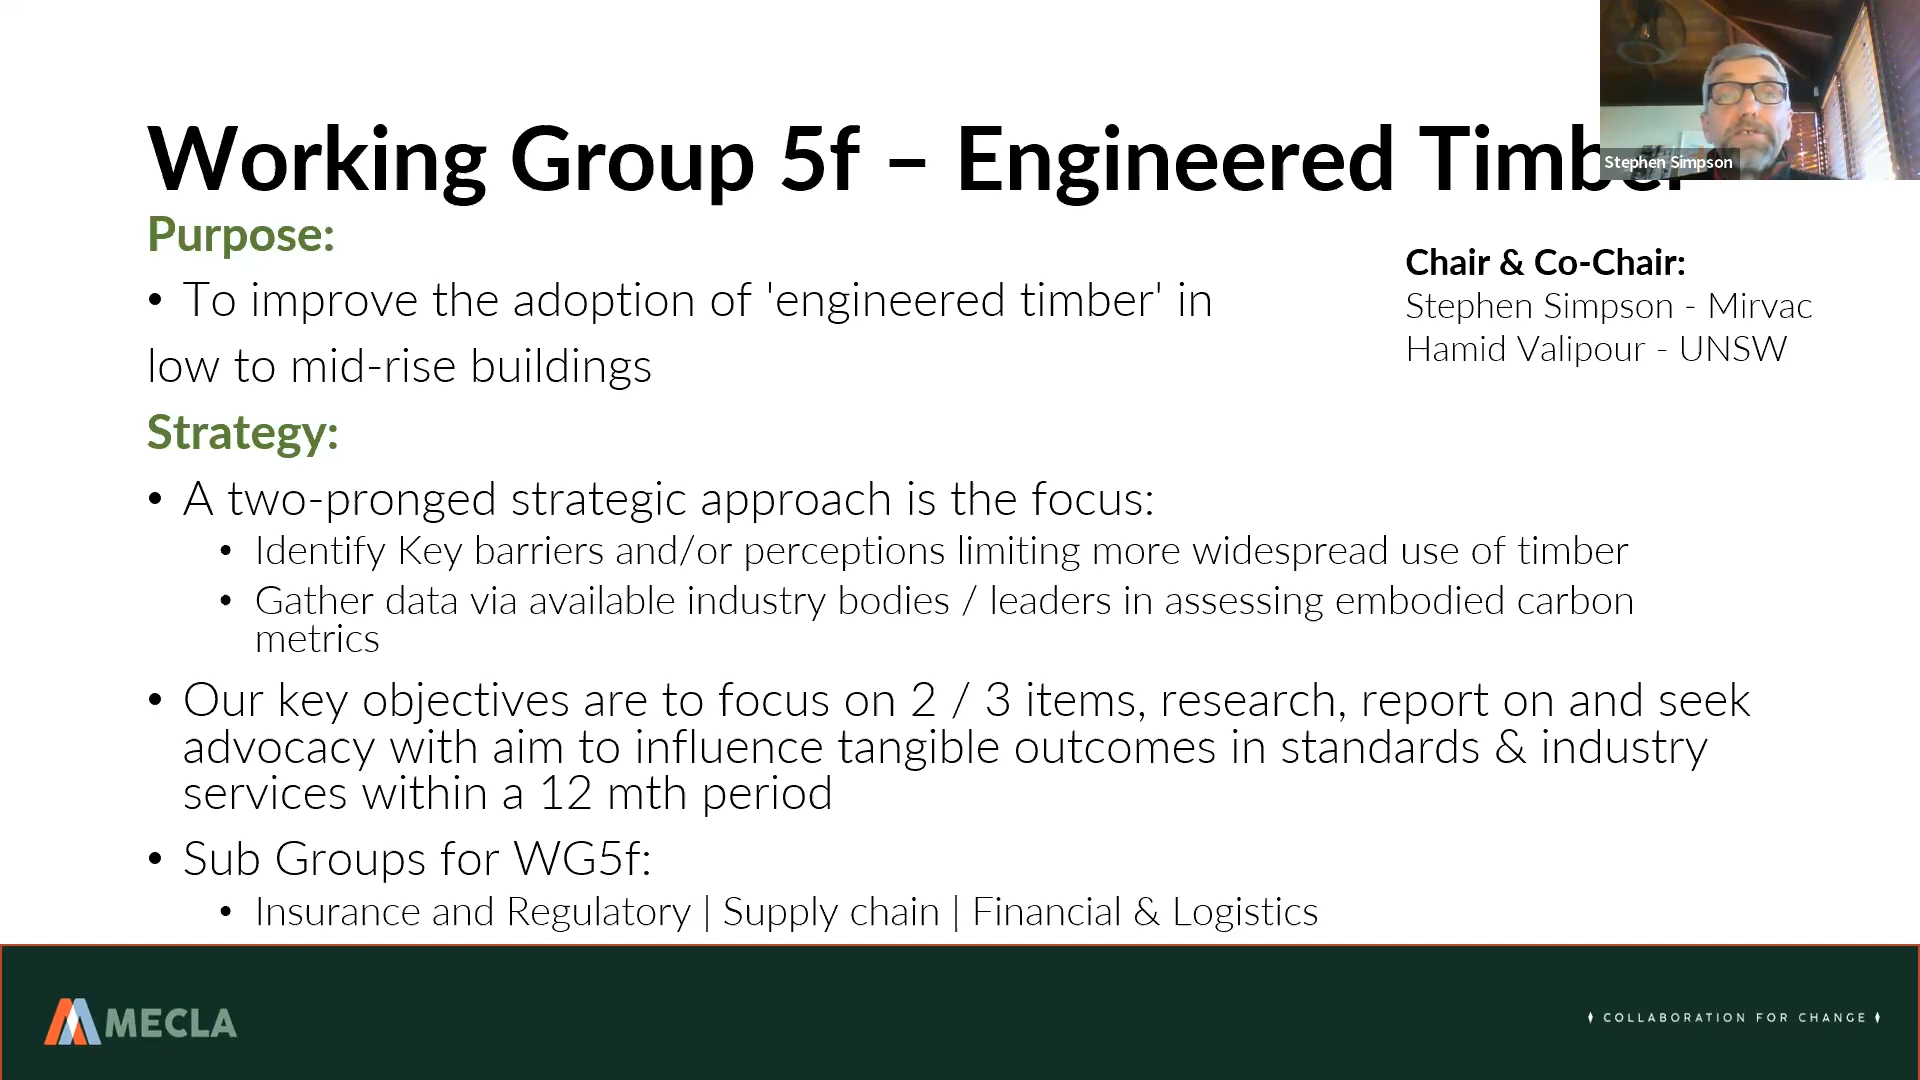 Working Group 5f – Engineered Timber
Stephen Simpson
Purpose:
• To improve the adoption of 'engineered timber' in
low to mid-rise buildings
Chair & Co-Chair:
Stephen Simpson - Mirvac
Hamid Valipour - UNSW
Strategy:
• A two-pronged strategic approach is the focus:
• Identify Key barriers and/or perceptions limiting more widespread use of timber
• Gather data via available industry bodies / leaders in assessing embodied carbon
metrics
• Our key objectives are to focus on 2 / 3 items, research, report on and seek
advocacy with aim to influence tangible outcomes in standards & industry
services within a 12 mth period
• Sub Groups for WG5f:
• Insurance and Regulatory | Supply chain | Financial & Logistics
MECLA
COLLABORATION FOR CHANGE